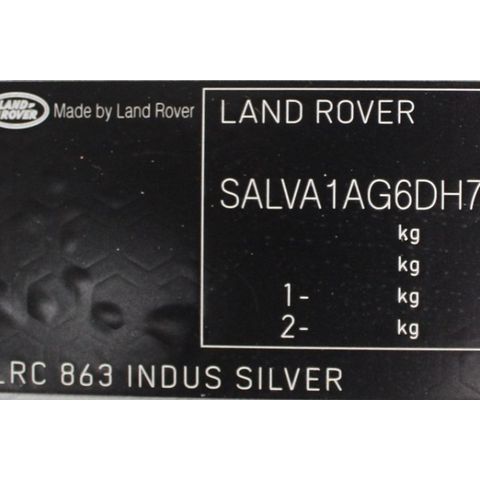 LAND ROVER
Made by Land Rover
LAND ROVER
SALVA1AG6DH7
kg
kg
1- kg
2- kg
LRC 863 INDUS SILVER